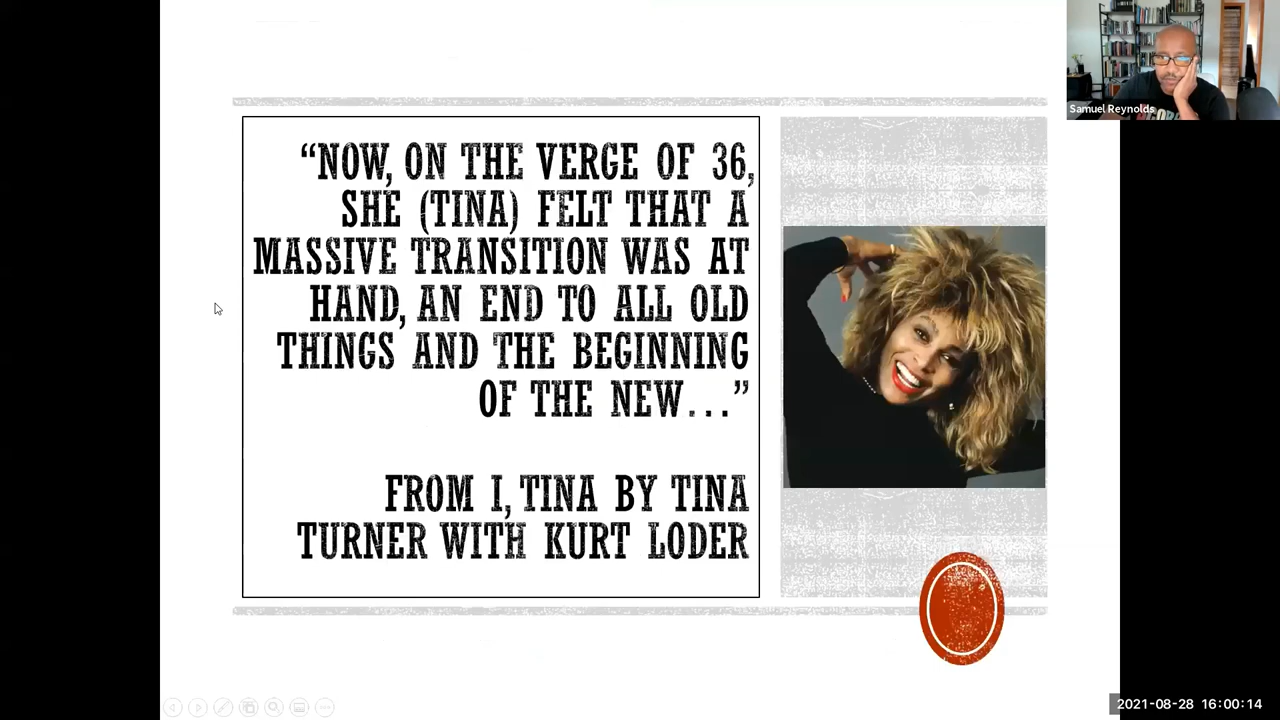 “NOW, ON THE VERGE OF 36,
SHE (TINA) FELT THAT A
MASSIVE TRANSITION WAS AT
HAND, AN END TO ALL OLD
THINGS AND THE BEGINNING
OF THE NEW...”
FROM I, TINA BY TINA
TURNER WITH KURT LODER
Samuel Reynolds
2021-08-28 16:00:14